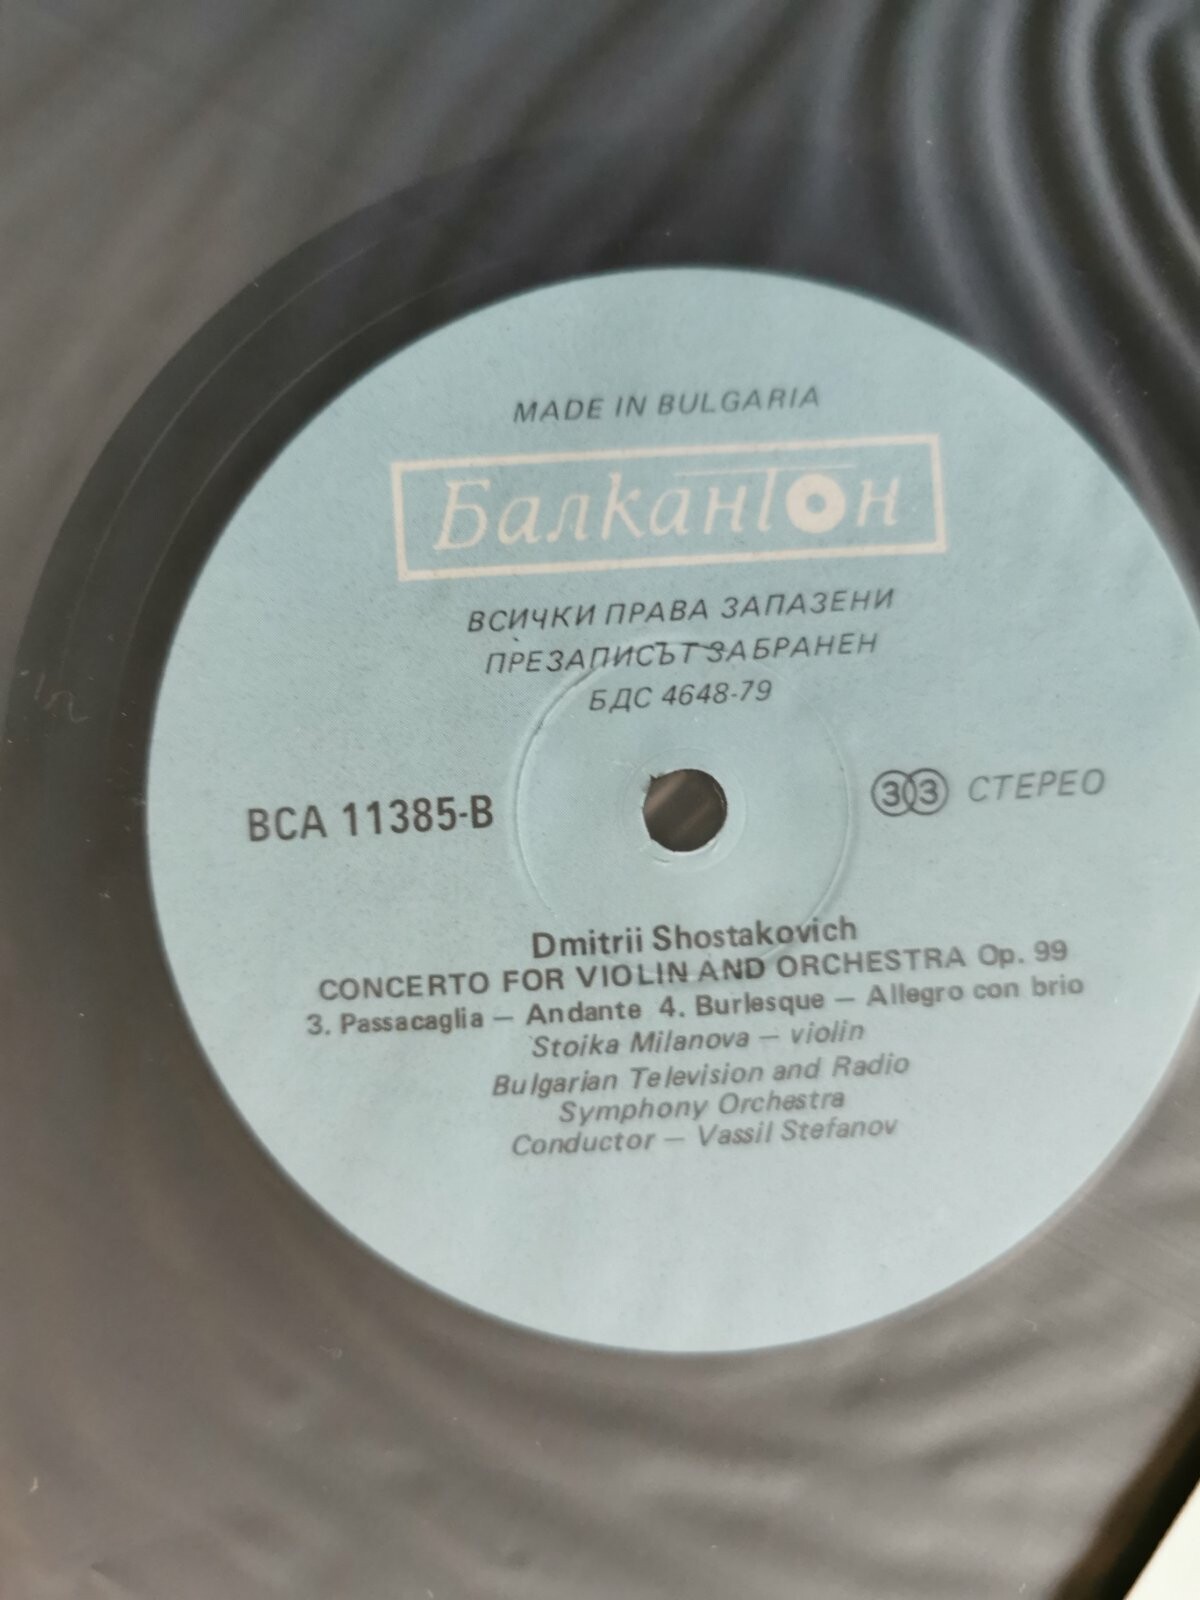 MADE IN BULGARIA
Балкантон
ВСИЧКИ ПРАВА ЗАПАЗЕНИ
ПРЕЗАПИСЪТ ЗАБРАНЕН
БДС 4648-79
BCA 11385-B
33 СТЕРЕО
Dmitrii Shostakovich
CONCERTO FOR VIOLIN AND ORCHESTRA Op. 99
3. Passacaglia — Andante 4. Burlesque — Allegro con brio
Stoika Milanova — violin
Bulgarian Television and Radio
Symphony Orchestra
Conductor — Vassil Stefanov